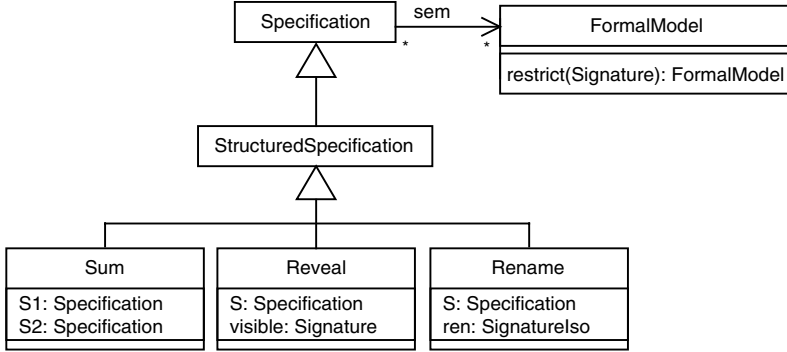 Specification
sem
*
*
FormalModel
restrict(Signature): FormalModel
StructuredSpecification
Sum
S1: Specification
S2: Specification
Reveal
S: Specification
visible: Signature
Rename
S: Specification
ren: SignatureIso